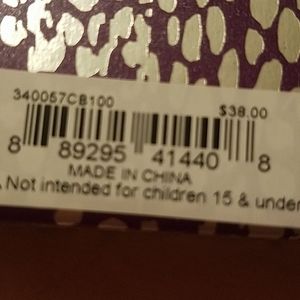 340057CB100 $38.00
8 89295 41440 8
MADE IN CHINA
Not intended for children 15 & under